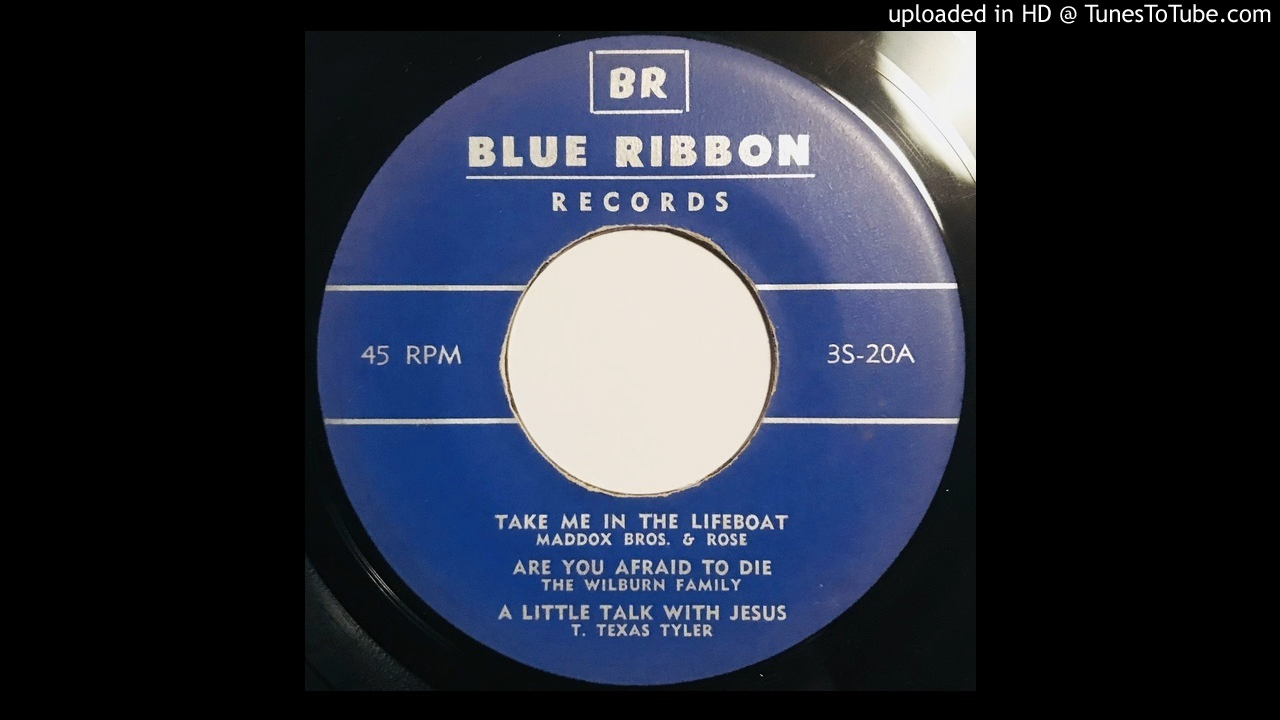 uploaded in HD @ TunesToTube.com
BR
BLUE RIBBON
RECORDS
45 RPM
3S-20A
TAKE ME IN THE LIFEBOAT
MADDOX BROS. & ROSE
ARE YOU AFRAID TO DIE
THE WILBURN FAMILY
A LITTLE TALK WITH JESUS
T. TEXAS TYLER